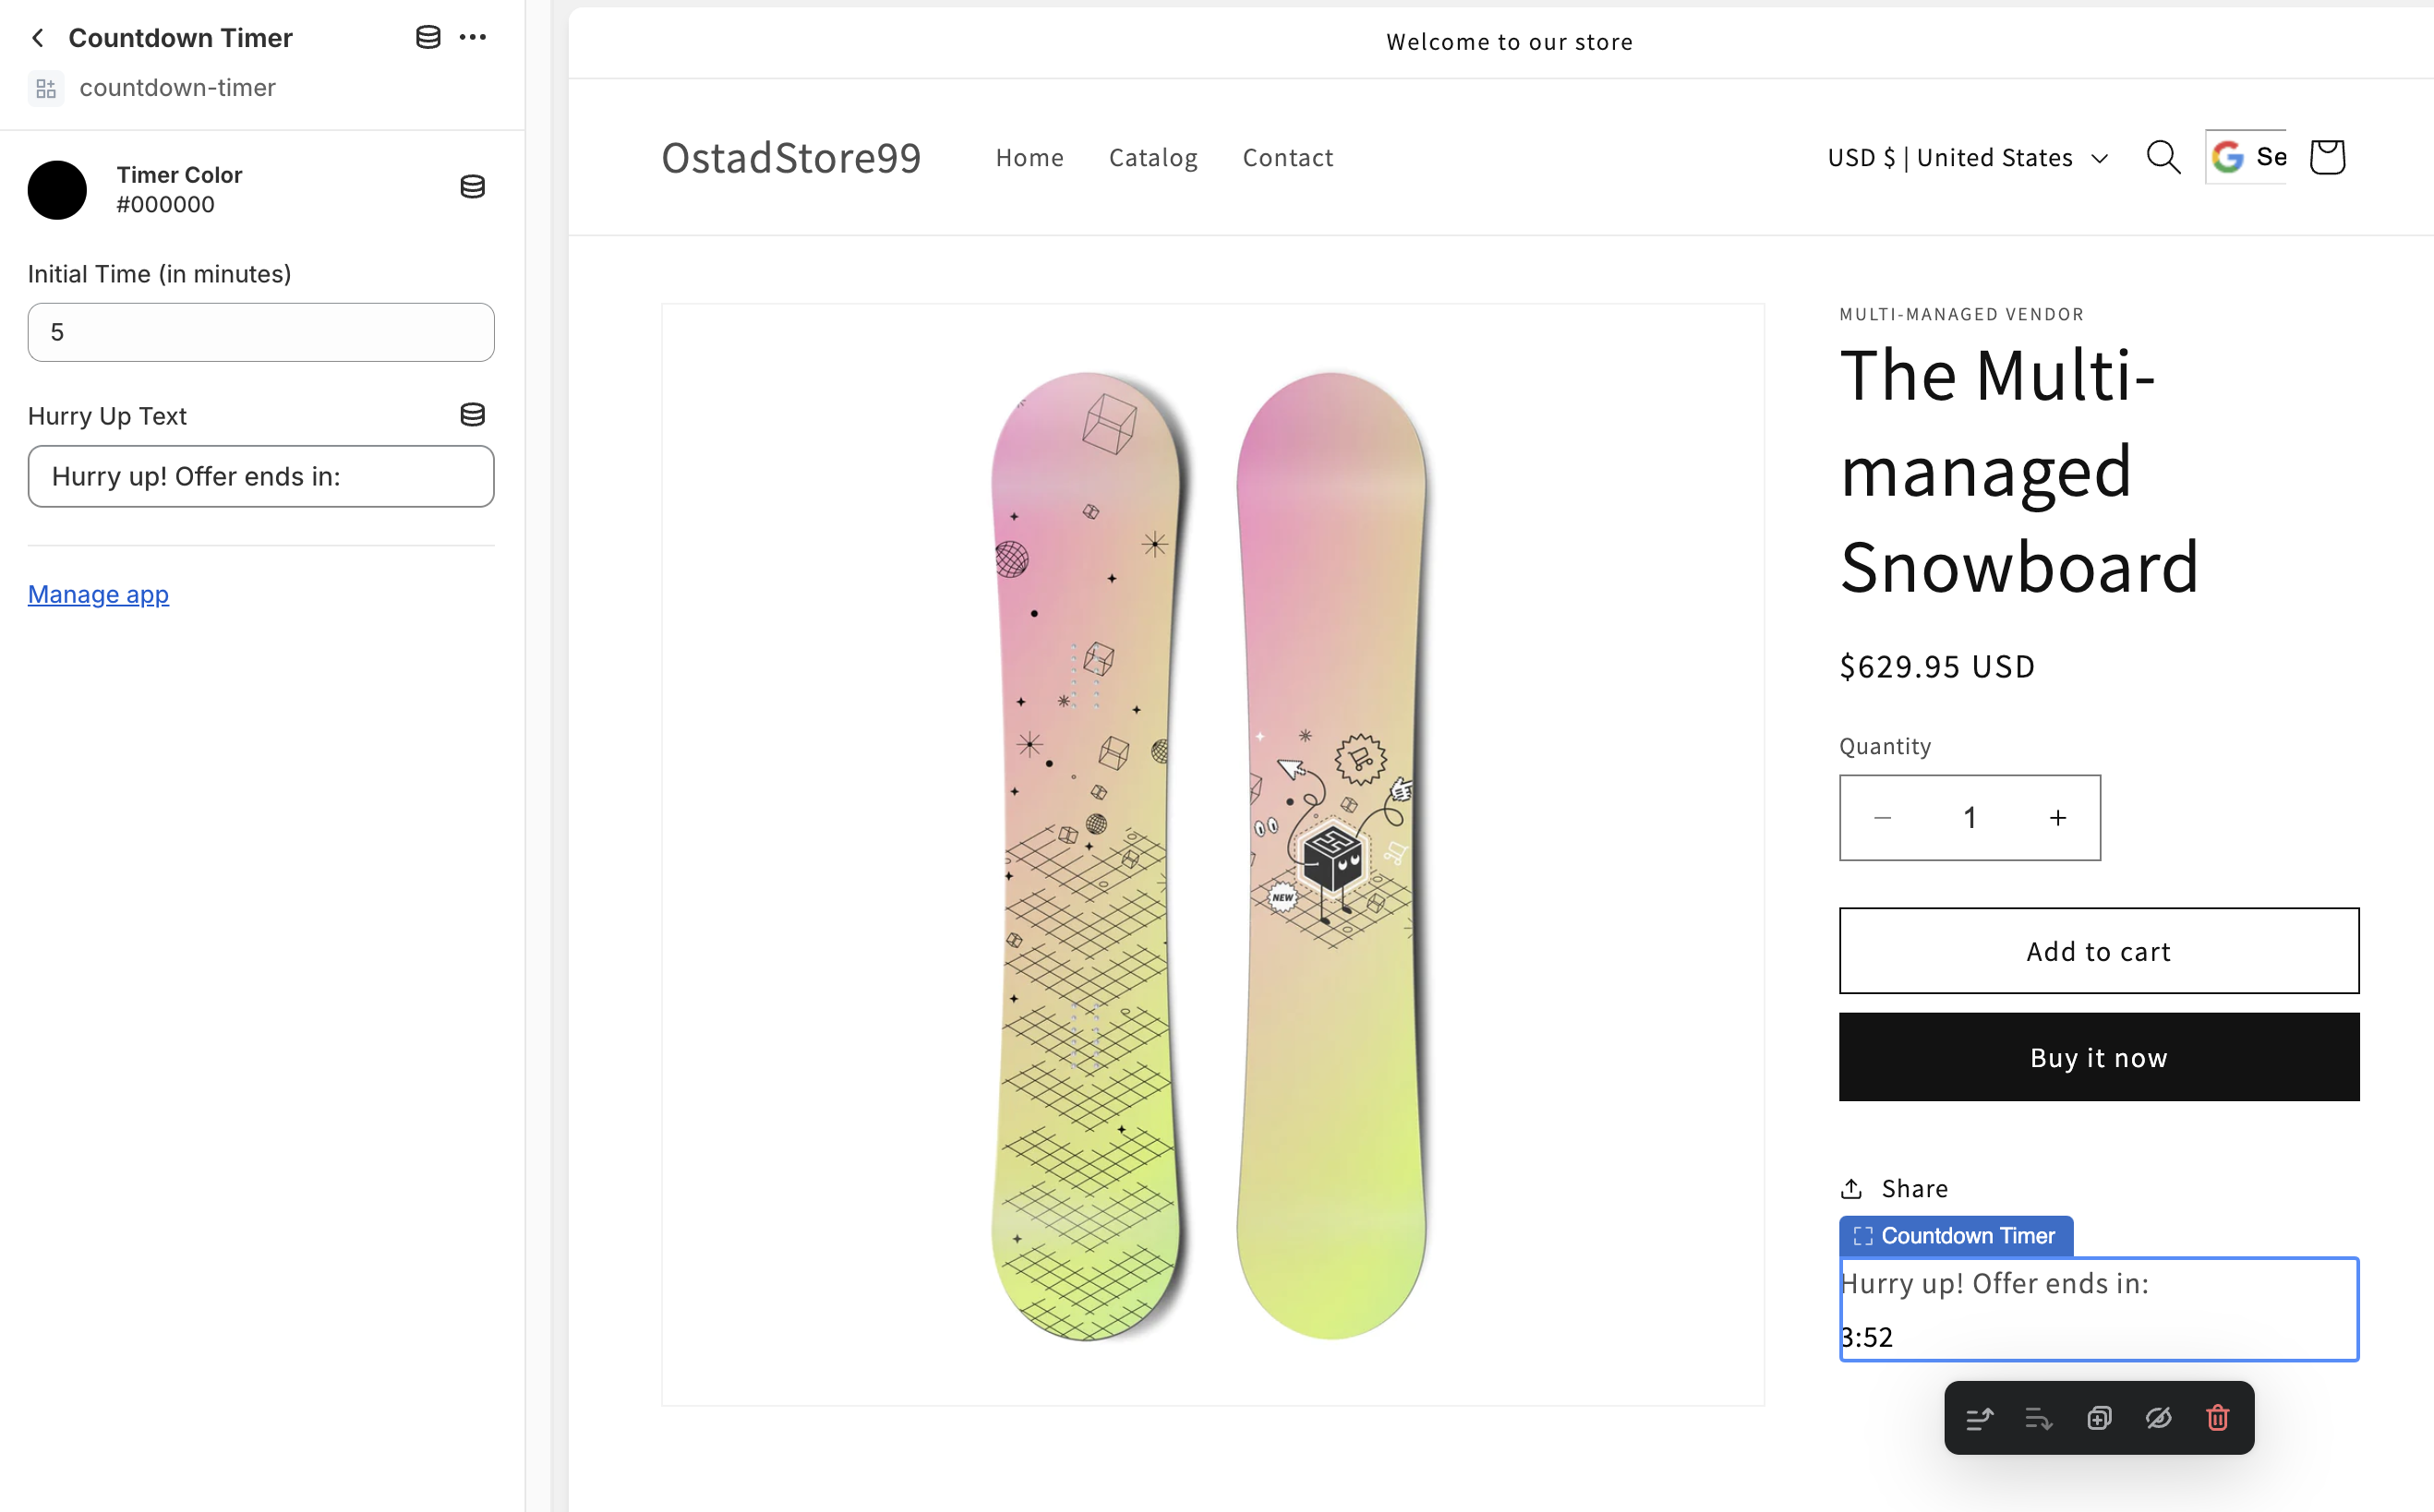 Countdown Timer
countdown-timer
Timer Color
#000000
Initial Time (in minutes)
5
Hurry Up Text
Hurry up! Offer ends in:
Manage app
Welcome to our store
OstadStore99
Home
Catalog
Contact
USD $ | United States
Se
MULTI-MANAGED VENDOR
The Multi-
managed
Snowboard
$629.95 USD
Quantity
1
Add to cart
Buy it now
Share
Countdown Timer
Hurry up! Offer ends in:
3:52
NEW